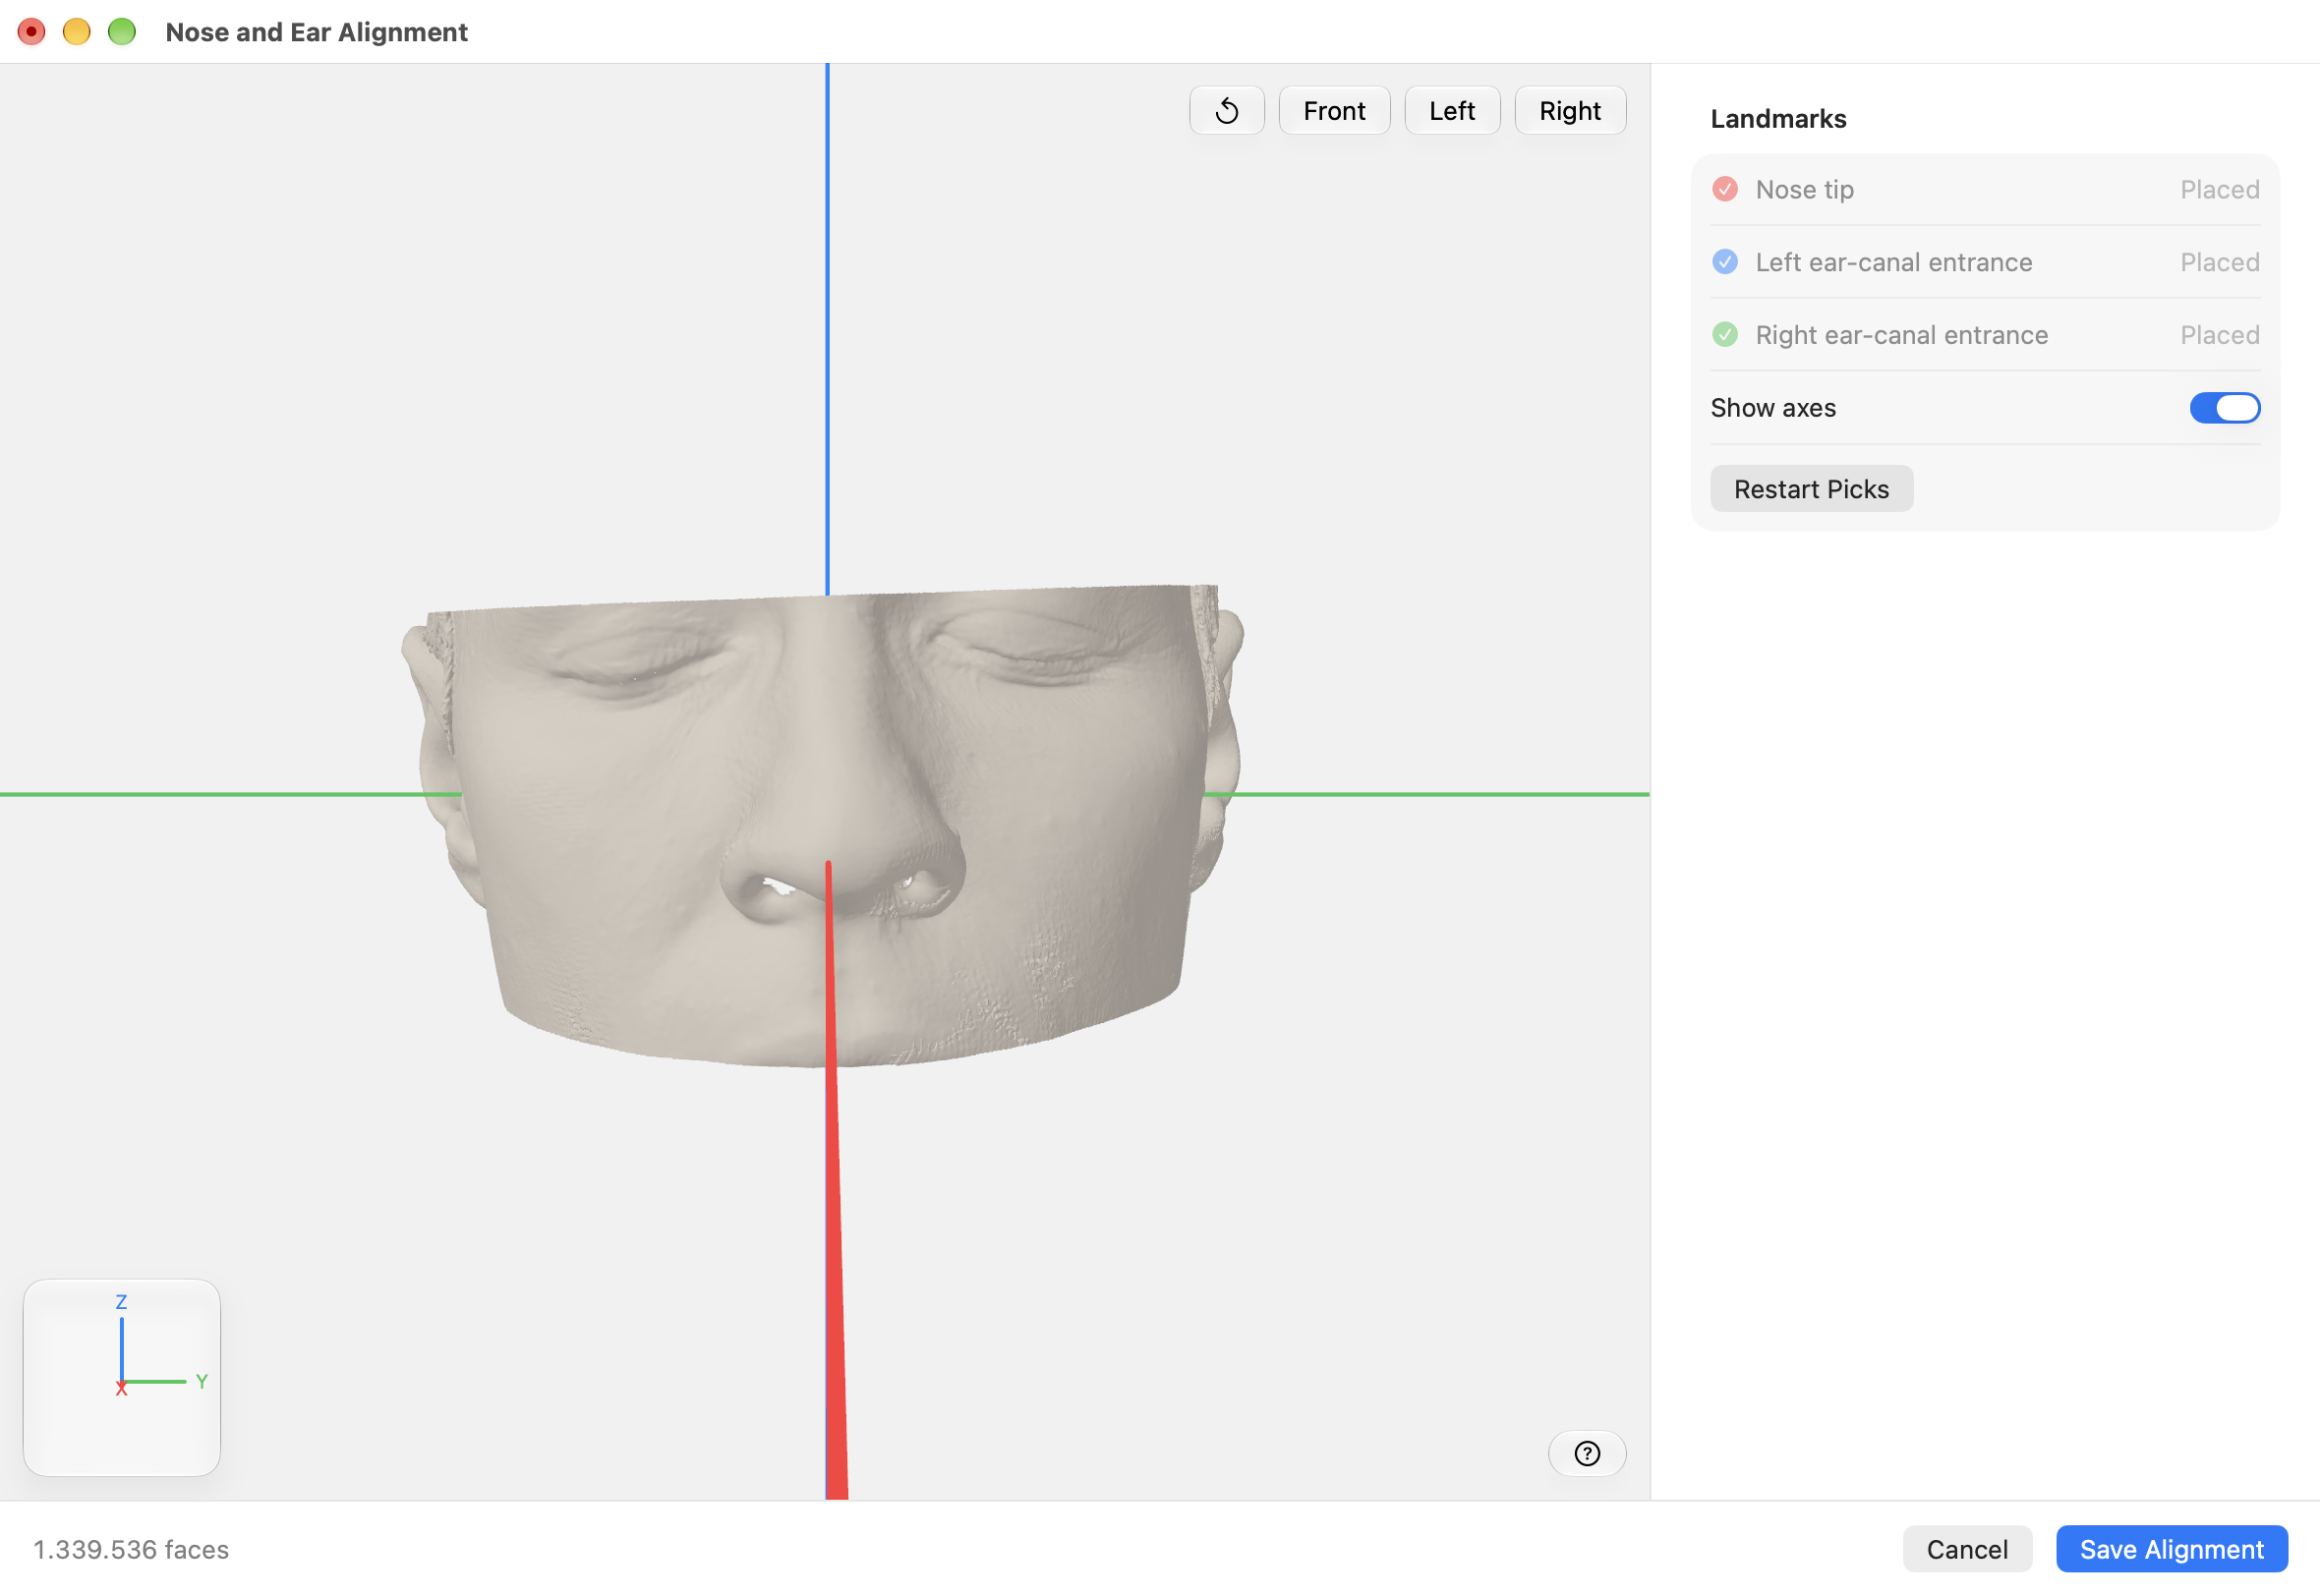 Nose and Ear Alignment
Front
Left
Right
Landmarks
Nose tip Placed
Left ear-canal entrance Placed
Right ear-canal entrance Placed
Show axes
Restart Picks
Z
X
Y
?
1.339.536 faces
Cancel
Save Alignment